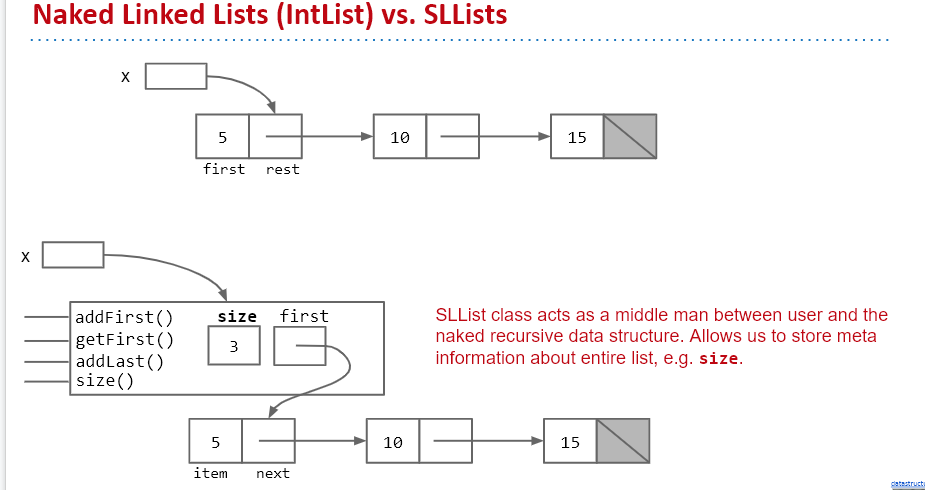 Naked Linked Lists (IntList) vs. SLLists
x
5 10 15
first rest
x
addFirst() size first
getFirst() 3
addLast()
size()
SLList class acts as a middle man between user and the
naked recursive data structure. Allows us to store meta
information about entire list, e.g. size.
5 10 15
item next